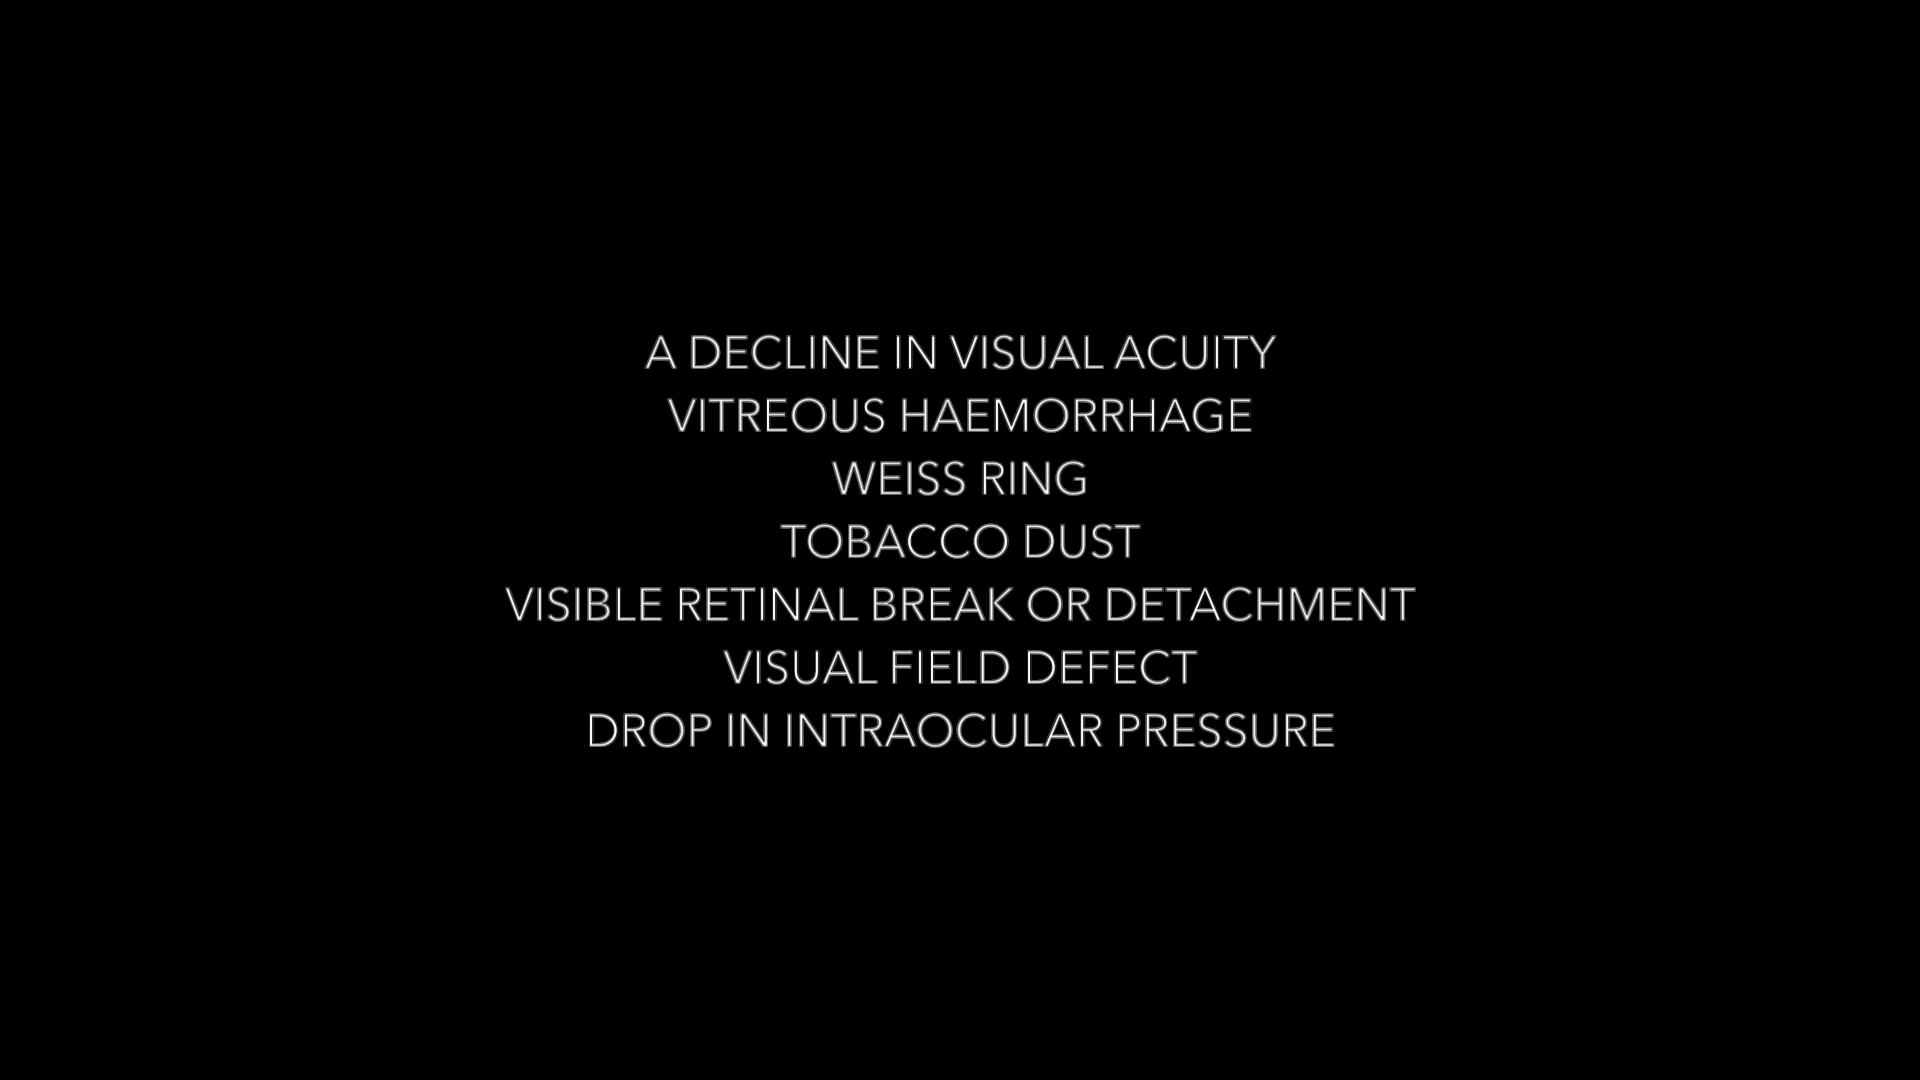 A DECLINE IN VISUAL ACUITY
VITREOUS HAEMORRHAGE
WEISS RING
TOBACCO DUST
VISIBLE RETINAL BREAK OR DETACHMENT
VISUAL FIELD DEFECT
DROP IN INTRAOCULAR PRESSURE